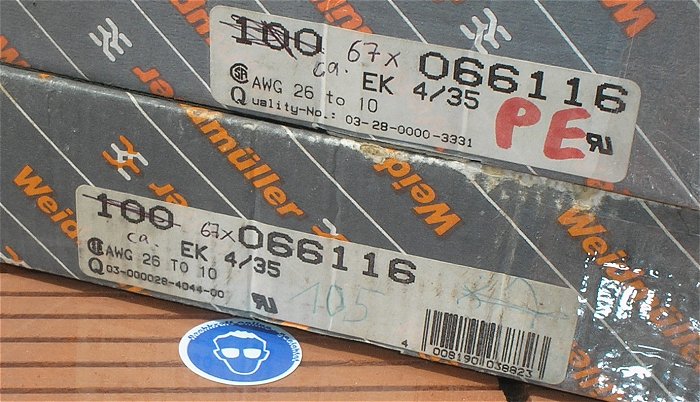 Weidmüller
100 67x 066116
ca. EK 4/35
AWG 26 to 10
Quality-No.: 03-28-0000-3331
PE
Weidmüller
100 67x 066116
ca. EK 4/35
AWG 26 TO 10
Q 03-000028-4044-00
105
4 008190 038823